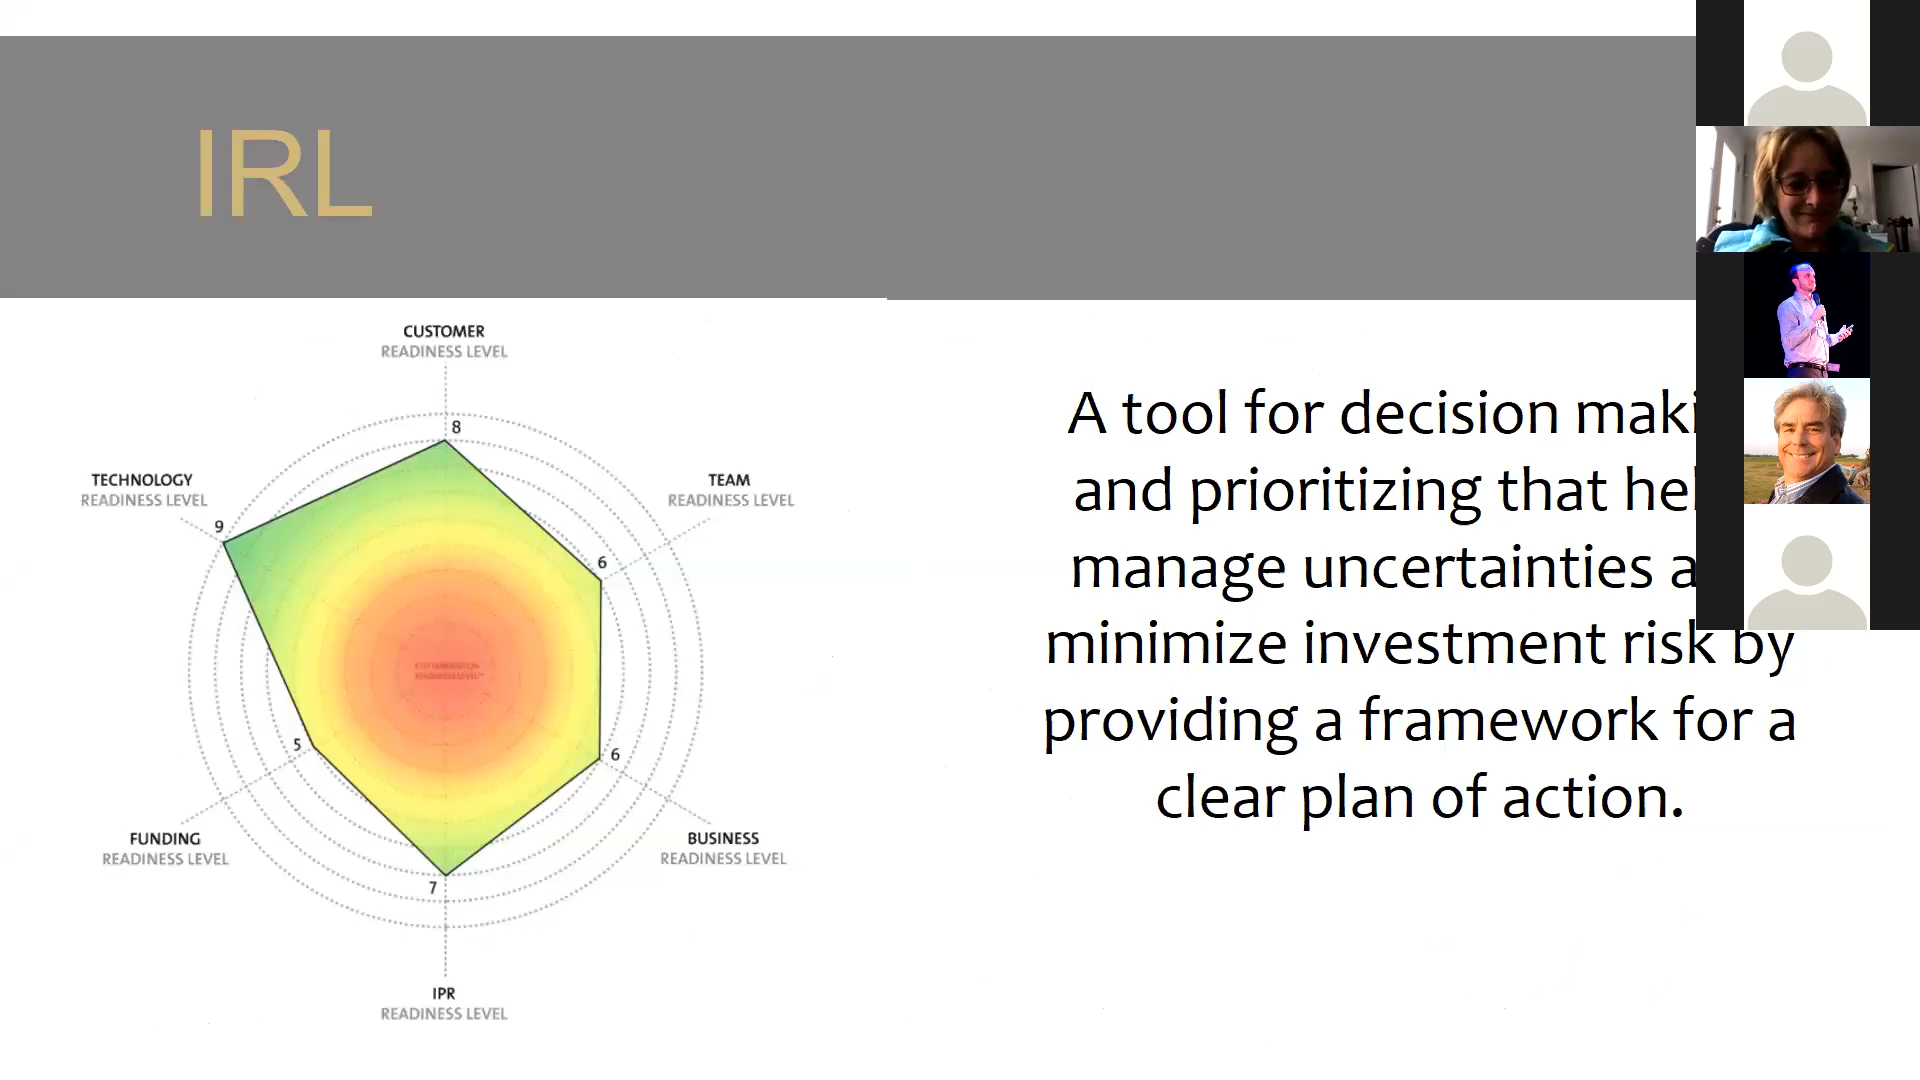 IRL
CUSTOMER
READINESS LEVEL
8
TECHNOLOGY
READINESS LEVEL
9
TEAM
READINESS LEVEL
6
FUNDING
READINESS LEVEL
5
BUSINESS
READINESS LEVEL
6
7
IPR
READINESS LEVEL
A tool for decision maki
and prioritizing that hel
manage uncertainties a
minimize investment risk by
providing a framework for a
clear plan of action.